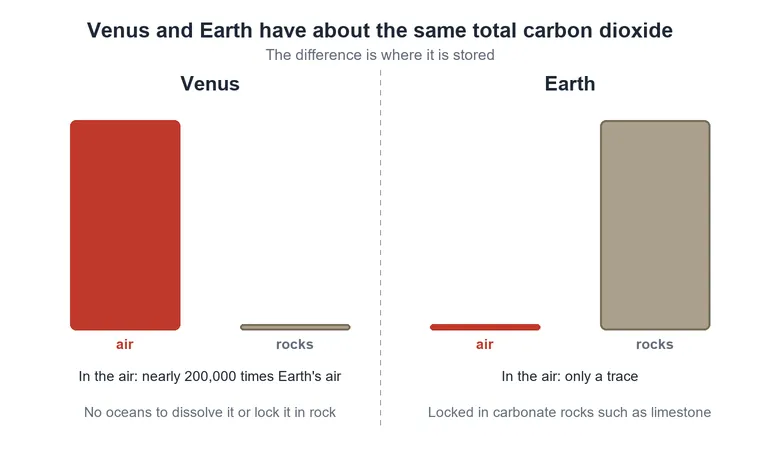 Venus and Earth have about the same total carbon dioxide
The difference is where it is stored
Venus
air
rocks
In the air: nearly 200,000 times Earth's air
No oceans to dissolve it or lock it in rock
Earth
air
rocks
In the air: only a trace
Locked in carbonate rocks such as limestone